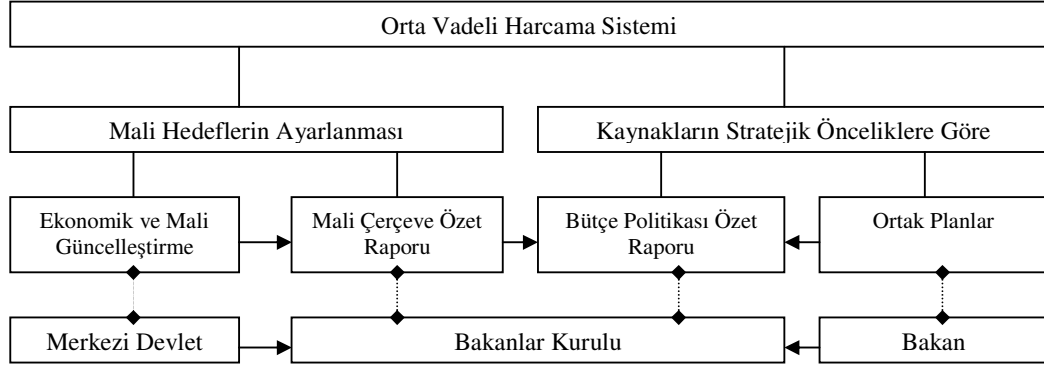 Orta Vadeli Harcama Sistemi
Mali Hedeflerin Ayarlanması
Kaynakların Stratejik Önceliklere Göre
Ekonomik ve Mali
Güncelleştirme
Mali Çerçeve Özet
Raporu
Bütçe Politikası Özet
Raporu
Ortak Planlar
Merkezi Devlet
Bakanlar Kurulu
Bakan